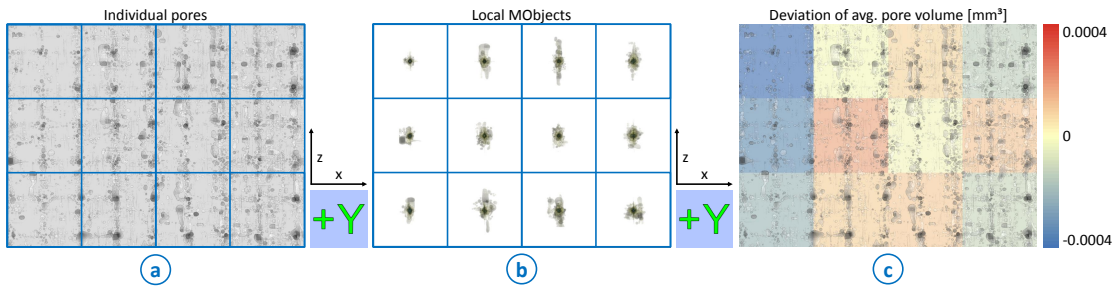 Individual pores
z
x
+Y
a
Local MObjects
z
x
+Y
b
Deviation of avg. pore volume [mm³]
0.0004
0
-0.0004
c